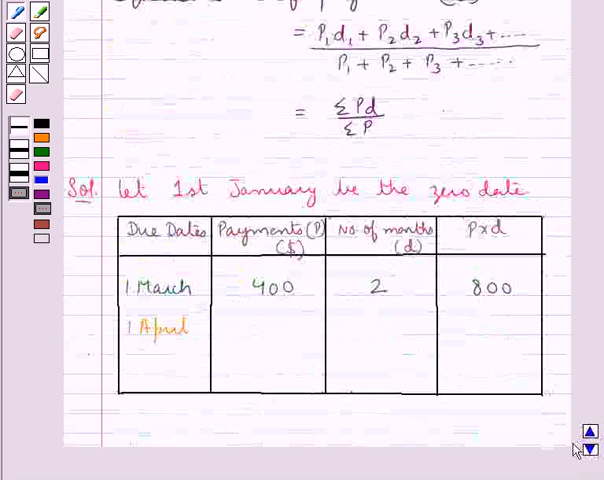 = P₁d₁ + P₂d₂ + P₃d₃ + ....
P₁ + P₂ + P₃ + .....
= ΣPd
ΣP
Sol. let 1st January be the zero date
Due Dates Payments (P) ($) No. of months (d) P×d
1 March 400 2 800
1 April